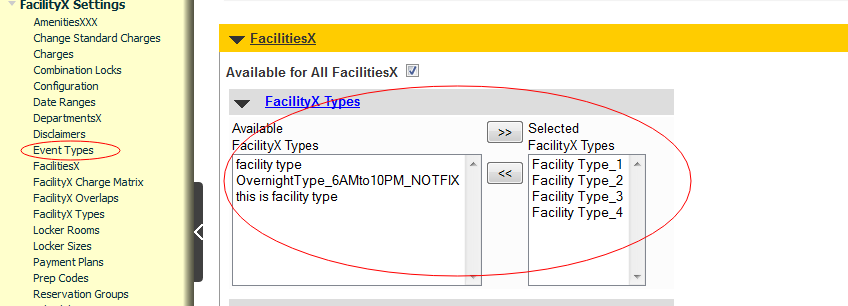 FacilityX Settings
AmenitiesXXX
Change Standard Charges
Charges
Combination Locks
Configuration
Date Ranges
DepartmentsX
Disclaimers
Event Types
FacilitiesX
FacilityX Charge Matrix
FacilityX Overlaps
FacilityX Types
Locker Rooms
Locker Sizes
Payment Plans
Prep Codes
Reservation Groups
FacilitiesX
Available for All FacilitiesX
FacilityX Types
Available
FacilityX Types
facility type
OvernightType_6AMto10PM_NOTFIX
this is facility type
>>
<<
Selected
FacilityX Types
Facility Type_1
Facility Type_2
Facility Type_3
Facility Type_4